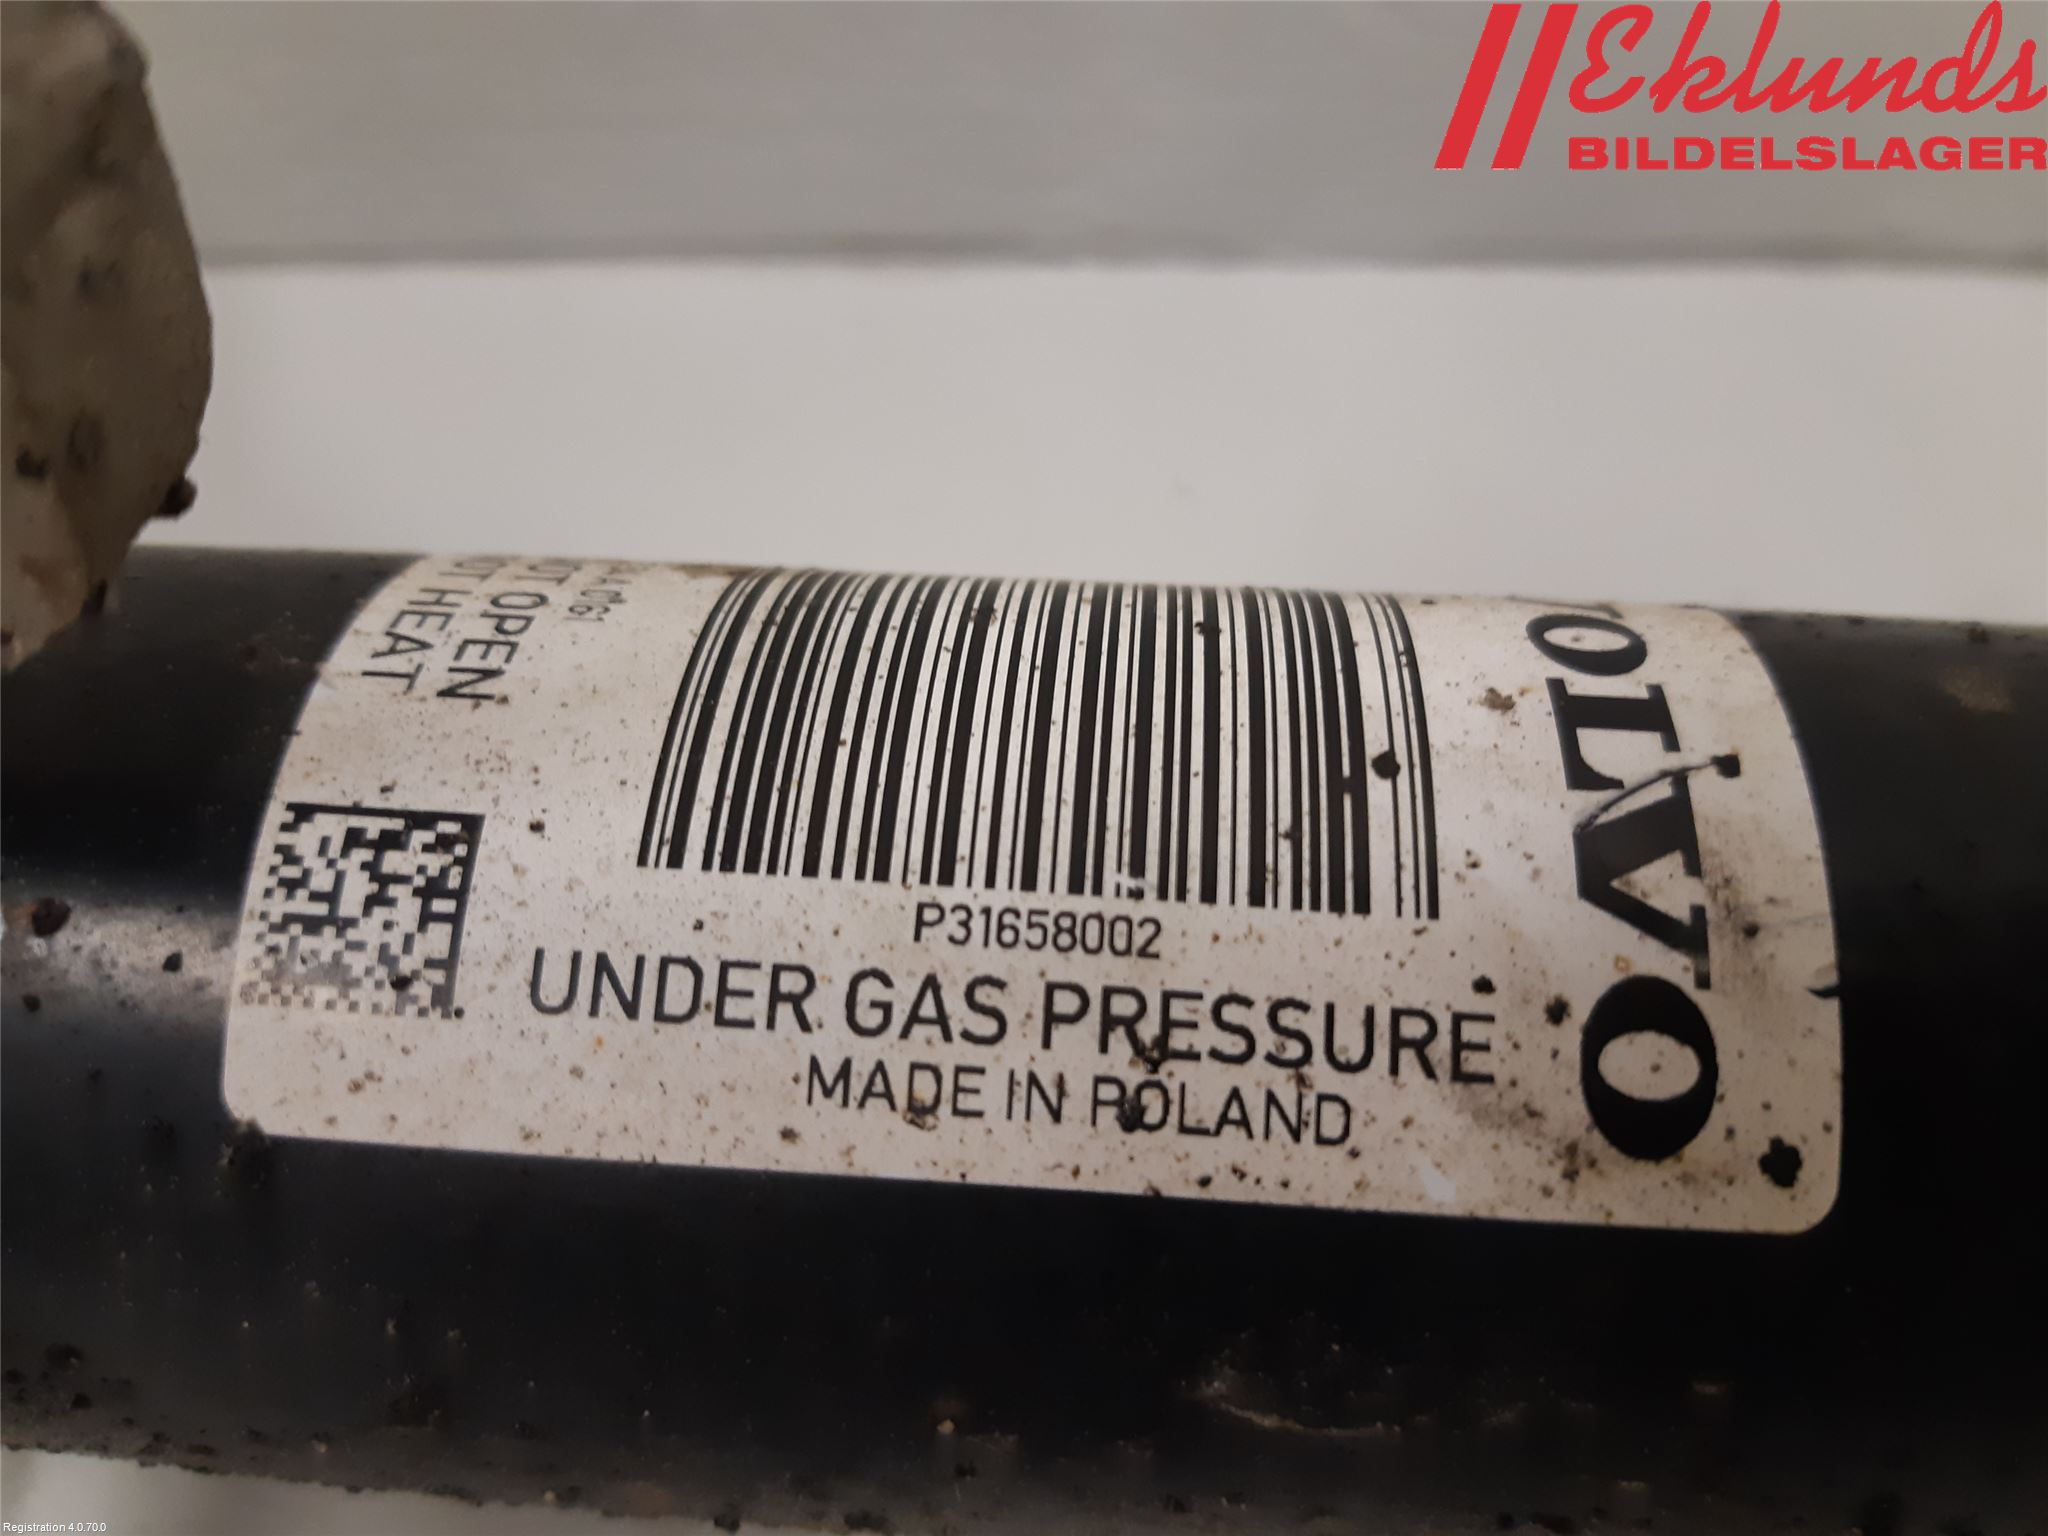 Eklunds
BILDELSLAGER
VOLVO
OPEN
HEAT
P31658002
UNDER GAS PRESSURE
MADE IN POLAND
Registration 4.0.70.0